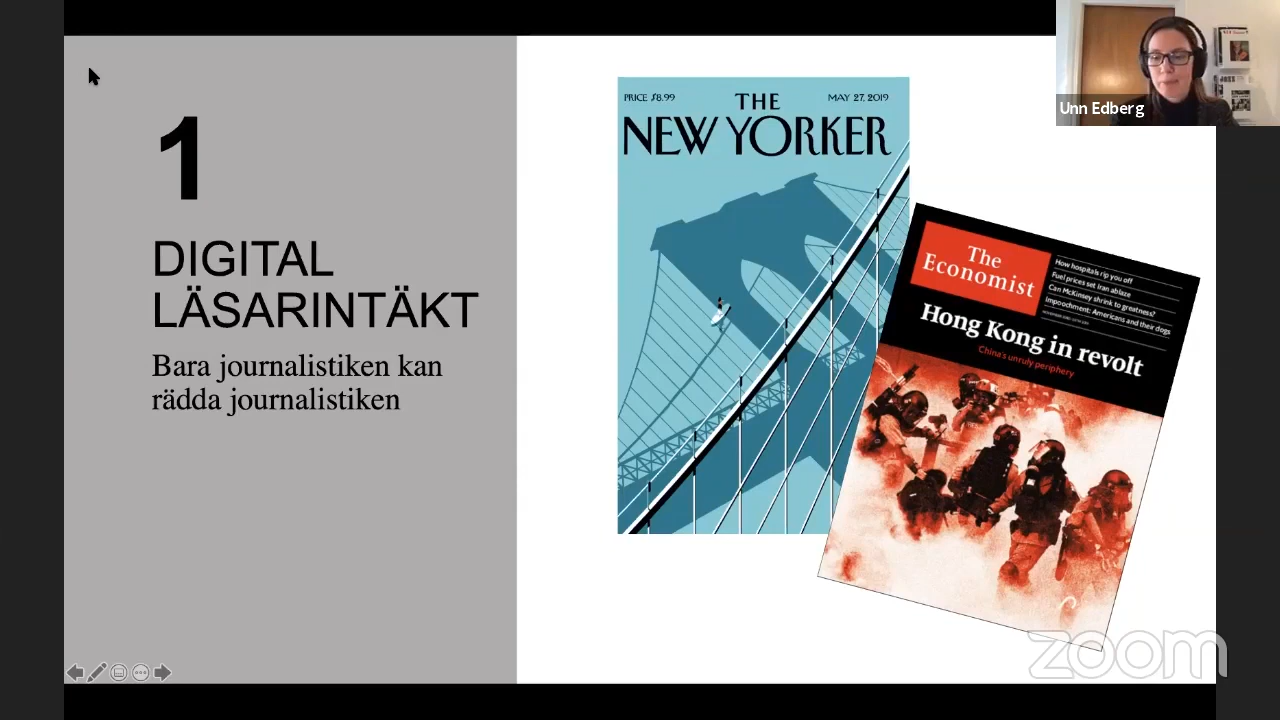 1
DIGITAL
LÄSARINTÄKT
Bara journalistiken kan
rädda journalistiken
PRICE $8.99
THE
MAY 27, 2019
NEW YORKER
The
Economist
How hospitals rip you off
Fuel prices set Iran ablaze
Can McKinsey shrink to greatness?
Impoochment: Americans and their dogs
Hong Kong in revolt
China's unruly periphery
Unn Edberg
zoom